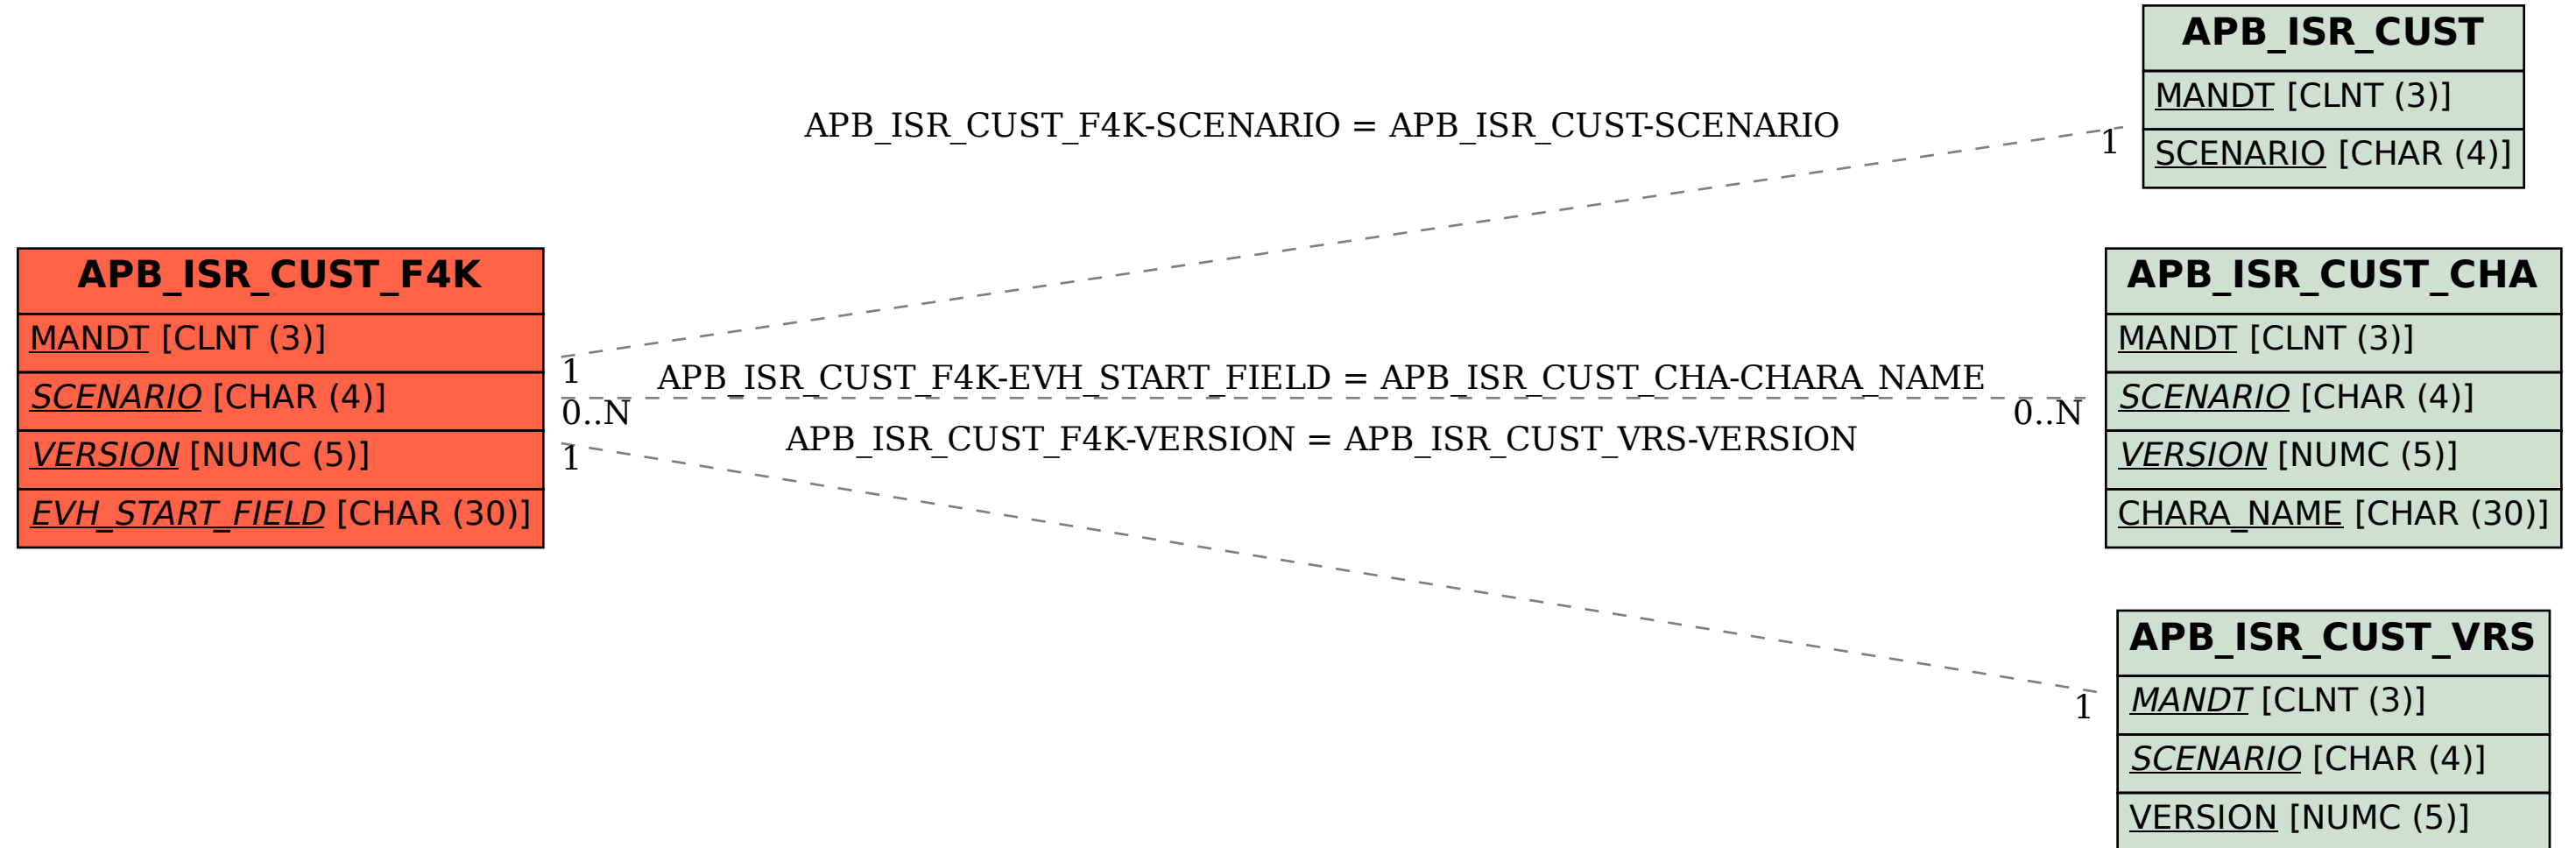 APB_ISR_CUST
MANDT [CLNT (3)]
SCENARIO [CHAR (4)]
APB_ISR_CUST_F4K-SCENARIO = APB_ISR_CUST-SCENARIO
1
1
APB_ISR_CUST_F4K
MANDT [CLNT (3)]
SCENARIO [CHAR (4)]
VERSION [NUMC (5)]
EVH_START_FIELD [CHAR (30)]
APB_ISR_CUST_F4K-EVH_START_FIELD = APB_ISR_CUST_CHA-CHARA_NAME
0..N
0..N
APB_ISR_CUST_F4K-VERSION = APB_ISR_CUST_VRS-VERSION
1
1
APB_ISR_CUST_CHA
MANDT [CLNT (3)]
SCENARIO [CHAR (4)]
VERSION [NUMC (5)]
CHARA_NAME [CHAR (30)]
APB_ISR_CUST_VRS
MANDT [CLNT (3)]
SCENARIO [CHAR (4)]
VERSION [NUMC (5)]